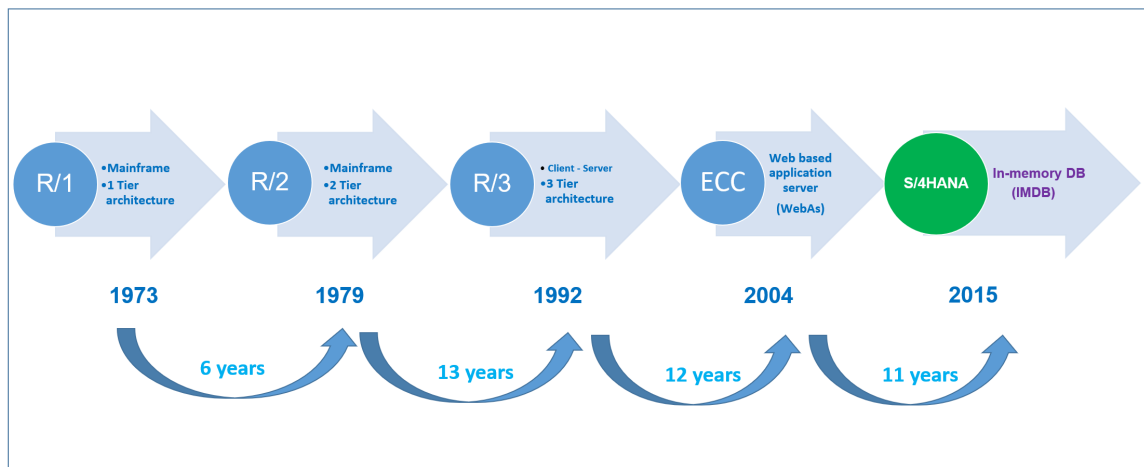 R/1
•Mainframe
•1 Tier
architecture
R/2
•Mainframe
•2 Tier
architecture
R/3
• Client - Server
•3 Tier
architecture
ECC
Web based
application
server
(WebAs)
S/4HANA
In-memory DB
(IMDB)
1973
1979
1992
2004
2015
6 years
13 years
12 years
11 years